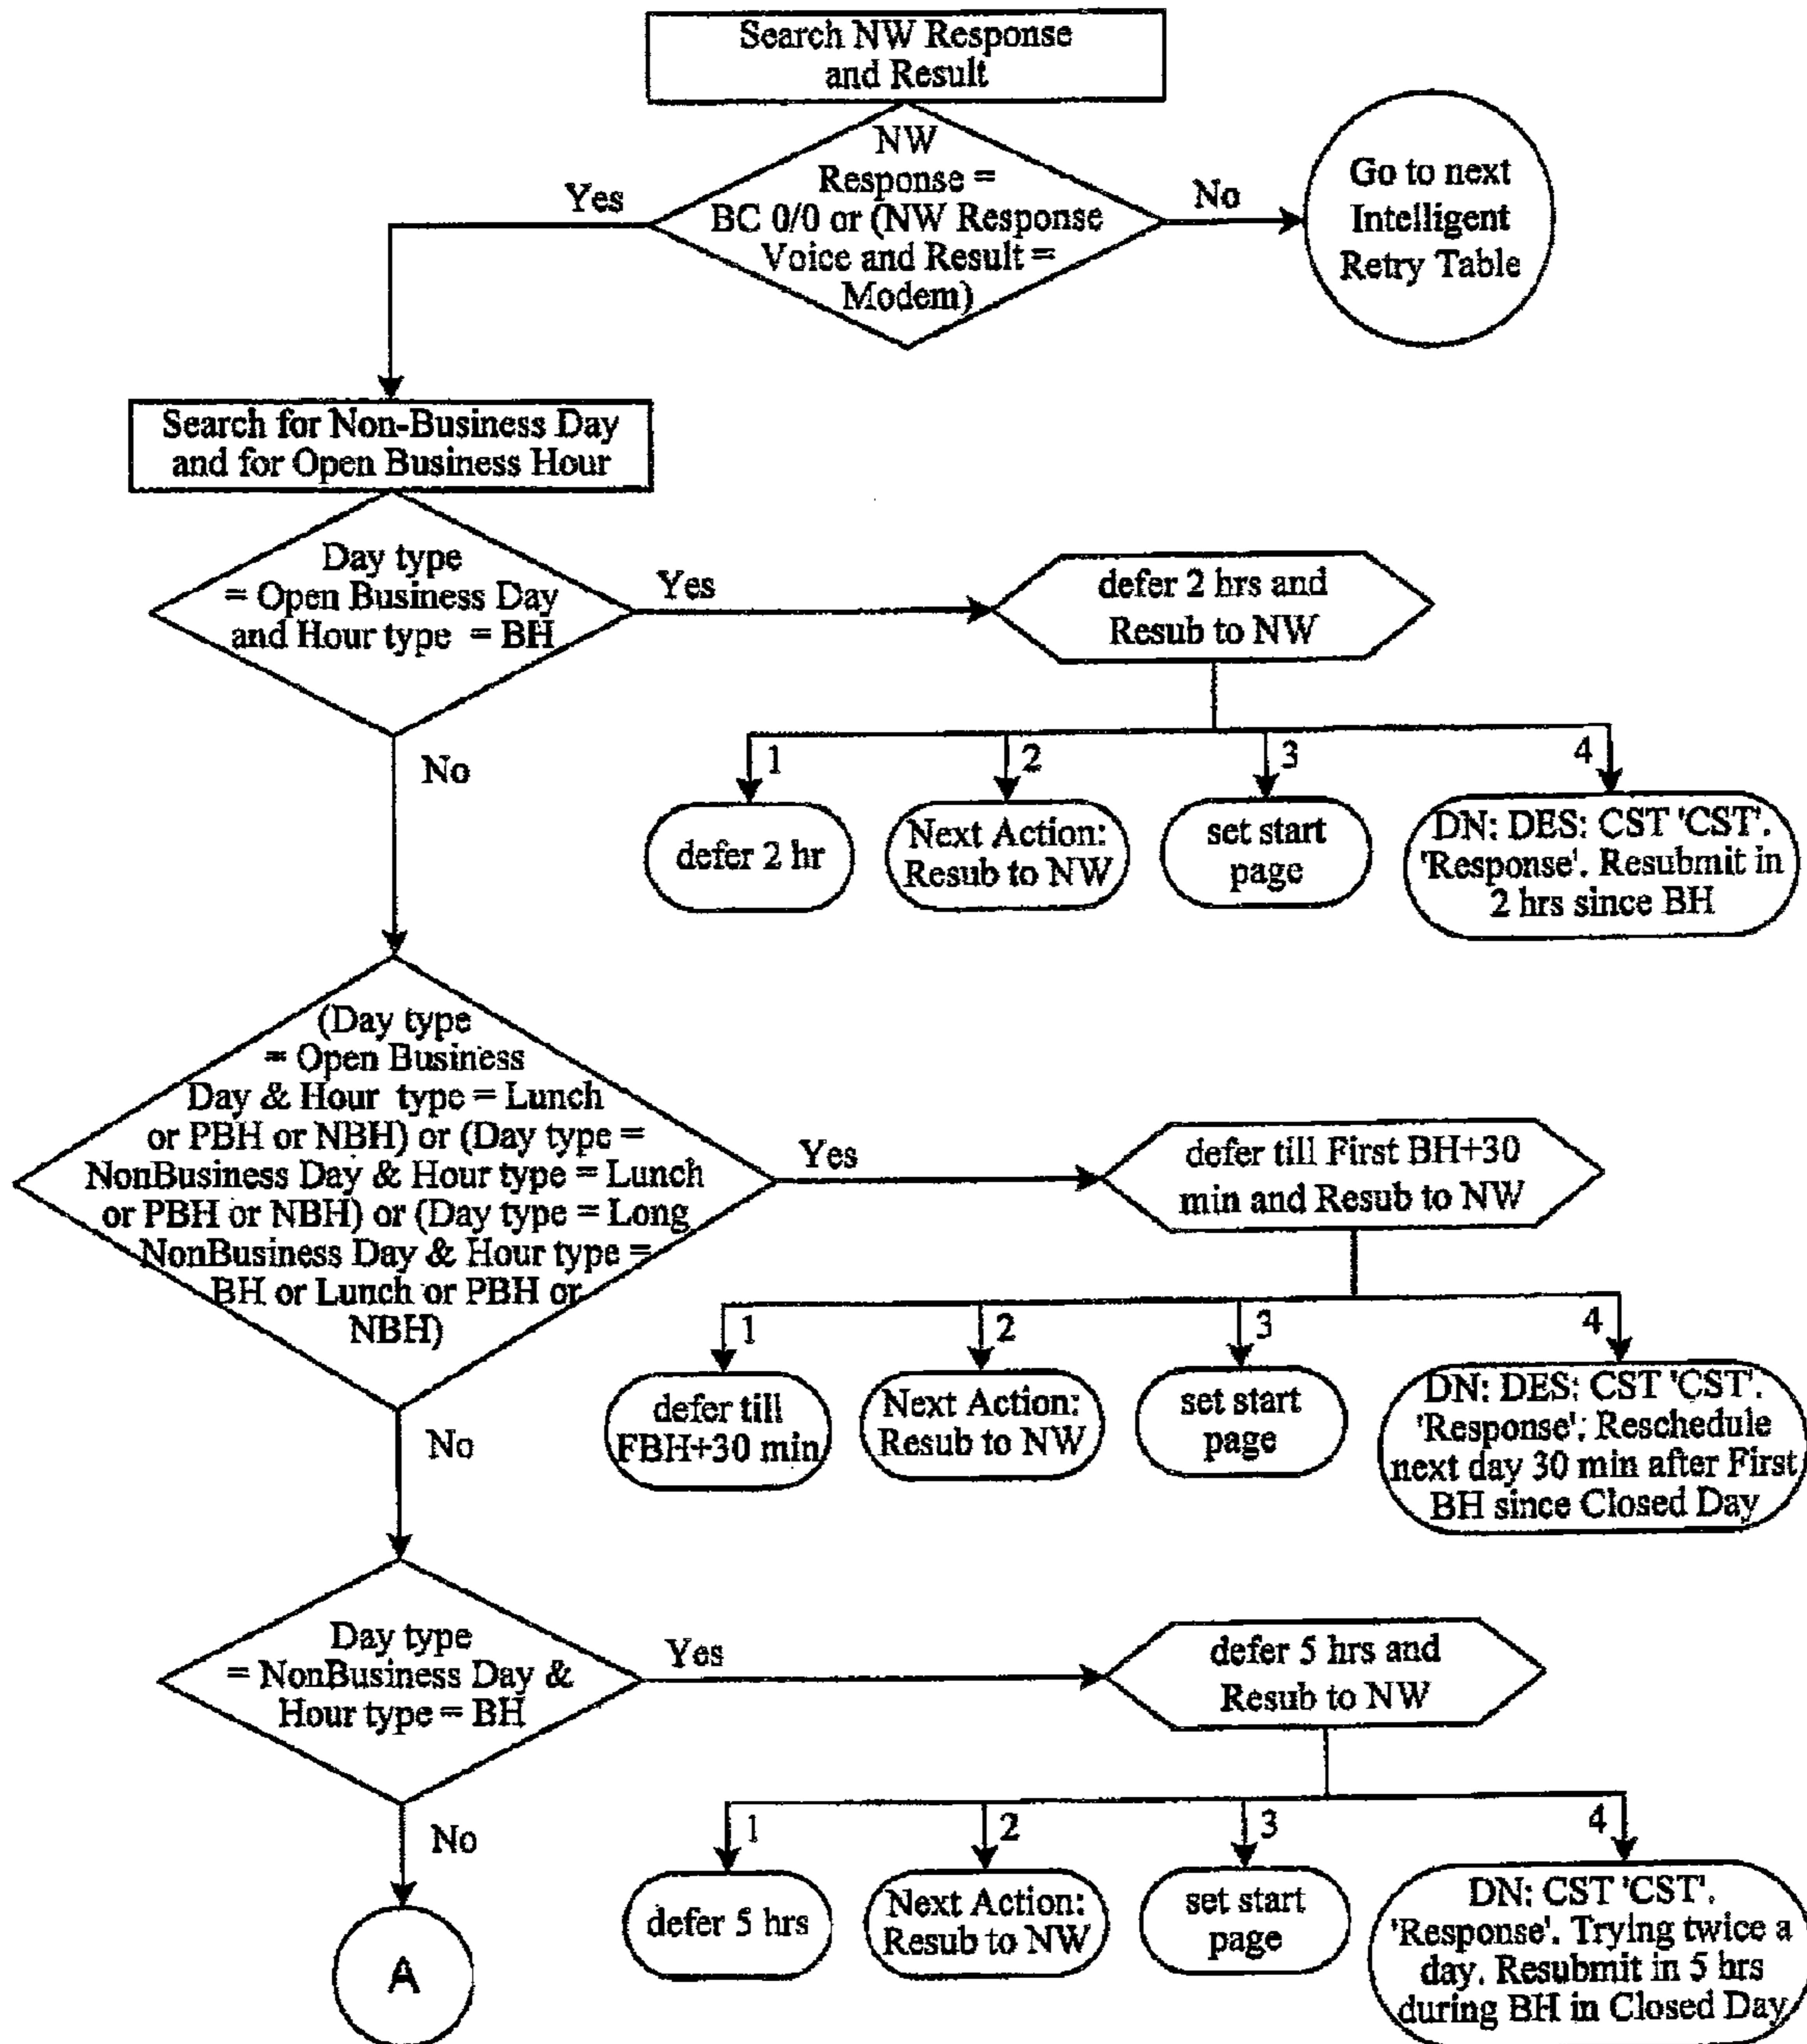 Search NW Response
and Result
NW
Response =
BC 0/0 or (NW Response
Voice and Result =
Modem)
Yes
No
Go to next
Intelligent
Retry Table
Search for Non-Business Day
and for Open Business Hour
Day type
= Open Business Day
and Hour type = BH
Yes
defer 2 hrs and
Resub to NW
No
1
2
3
4
defer 2 hr
Next Action:
Resub to NW
set start
page
DN: DES: CST 'CST'.
'Response'. Resubmit in
2 hrs since BH
(Day type
= Open Business
Day & Hour type = Lunch
or PBH or NBH) or (Day type =
NonBusiness Day & Hour type = Lunch
or PBH or NBH) or (Day type = Long
NonBusiness Day & Hour type =
BH or Lunch or PBH or
NBH)
Yes
defer till First BH+30
min and Resub to NW
No
1
2
3
4
defer till
FBH+30 min
Next Action:
Resub to NW
set start
page
DN: DES: CST 'CST'.
'Response': Reschedule
next day 30 min after First
BH since Closed Day
Day type
= NonBusiness Day &
Hour type = BH
Yes
defer 5 hrs and
Resub to NW
No
1
2
3
4
defer 5 hrs
Next Action:
Resub to NW
set start
page
DN: CST 'CST'.
'Response'. Trying twice a
day. Resubmit in 5 hrs
during BH in Closed Day
A